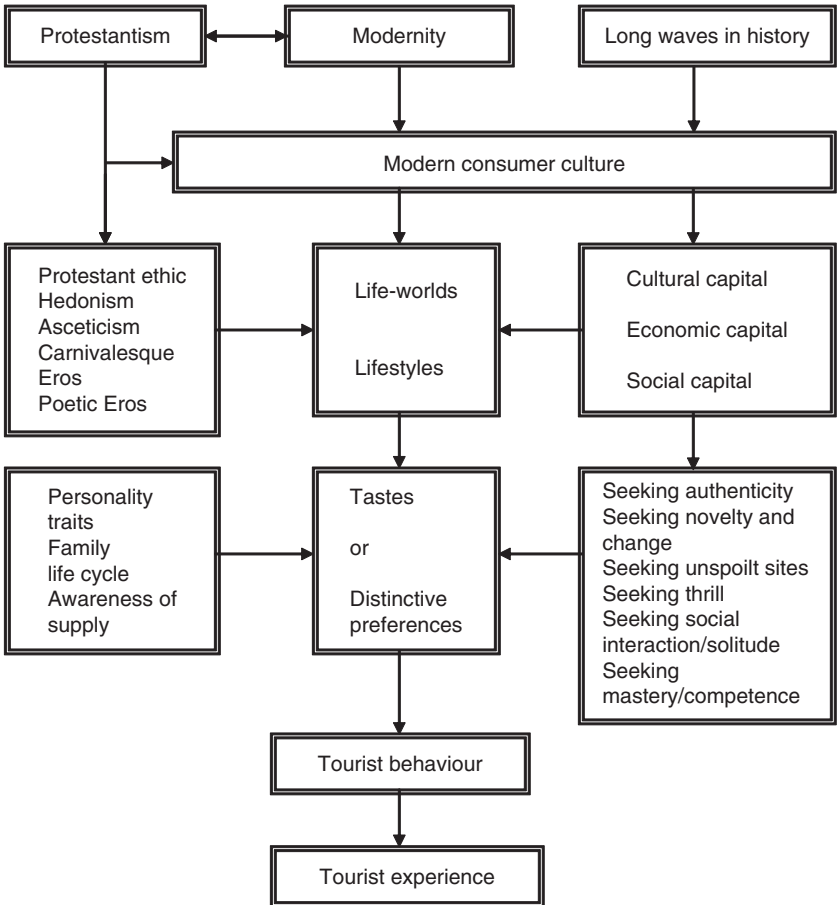 Protestantism
Modernity
Long waves in history
Modern consumer culture
Protestant ethic
Hedonism
Asceticism
Carnivalesque
Eros
Poetic Eros
Life-worlds
Lifestyles
Cultural capital
Economic capital
Social capital
Personality
traits
Family
life cycle
Awareness of
supply
Tastes
or
Distinctive
preferences
Seeking authenticity
Seeking novelty and
change
Seeking unspoilt sites
Seeking thrill
Seeking social
interaction/solitude
Seeking
mastery/competence
Tourist behaviour
Tourist experience